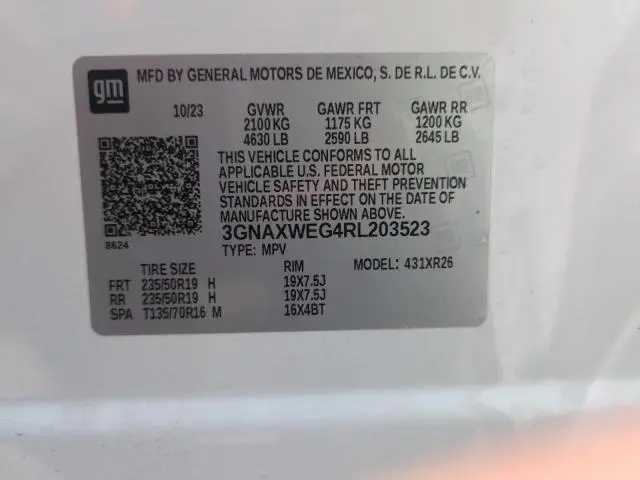 gm MFD BY GENERAL MOTORS DE MEXICO, S. DE R.L. DE C.V.
10/23 GVWR GAWR FRT GAWR RR
2100 KG 1175 KG 1200 KG
4630 LB 2590 LB 2645 LB
THIS VEHICLE CONFORMS TO ALL
APPLICABLE U.S. FEDERAL MOTOR
VEHICLE SAFETY AND THEFT PREVENTION
STANDARDS IN EFFECT ON THE DATE OF
MANUFACTURE SHOWN ABOVE.
3GNAXWEG4RL203523
B624
TYPE: MPV MODEL: 431XR26
TIRE SIZE RIM
FRT 235/50R19 H 19X7.5J
RR 235/50R19 H 19X7.5J
SPA T135/70R16 M 16X4BT